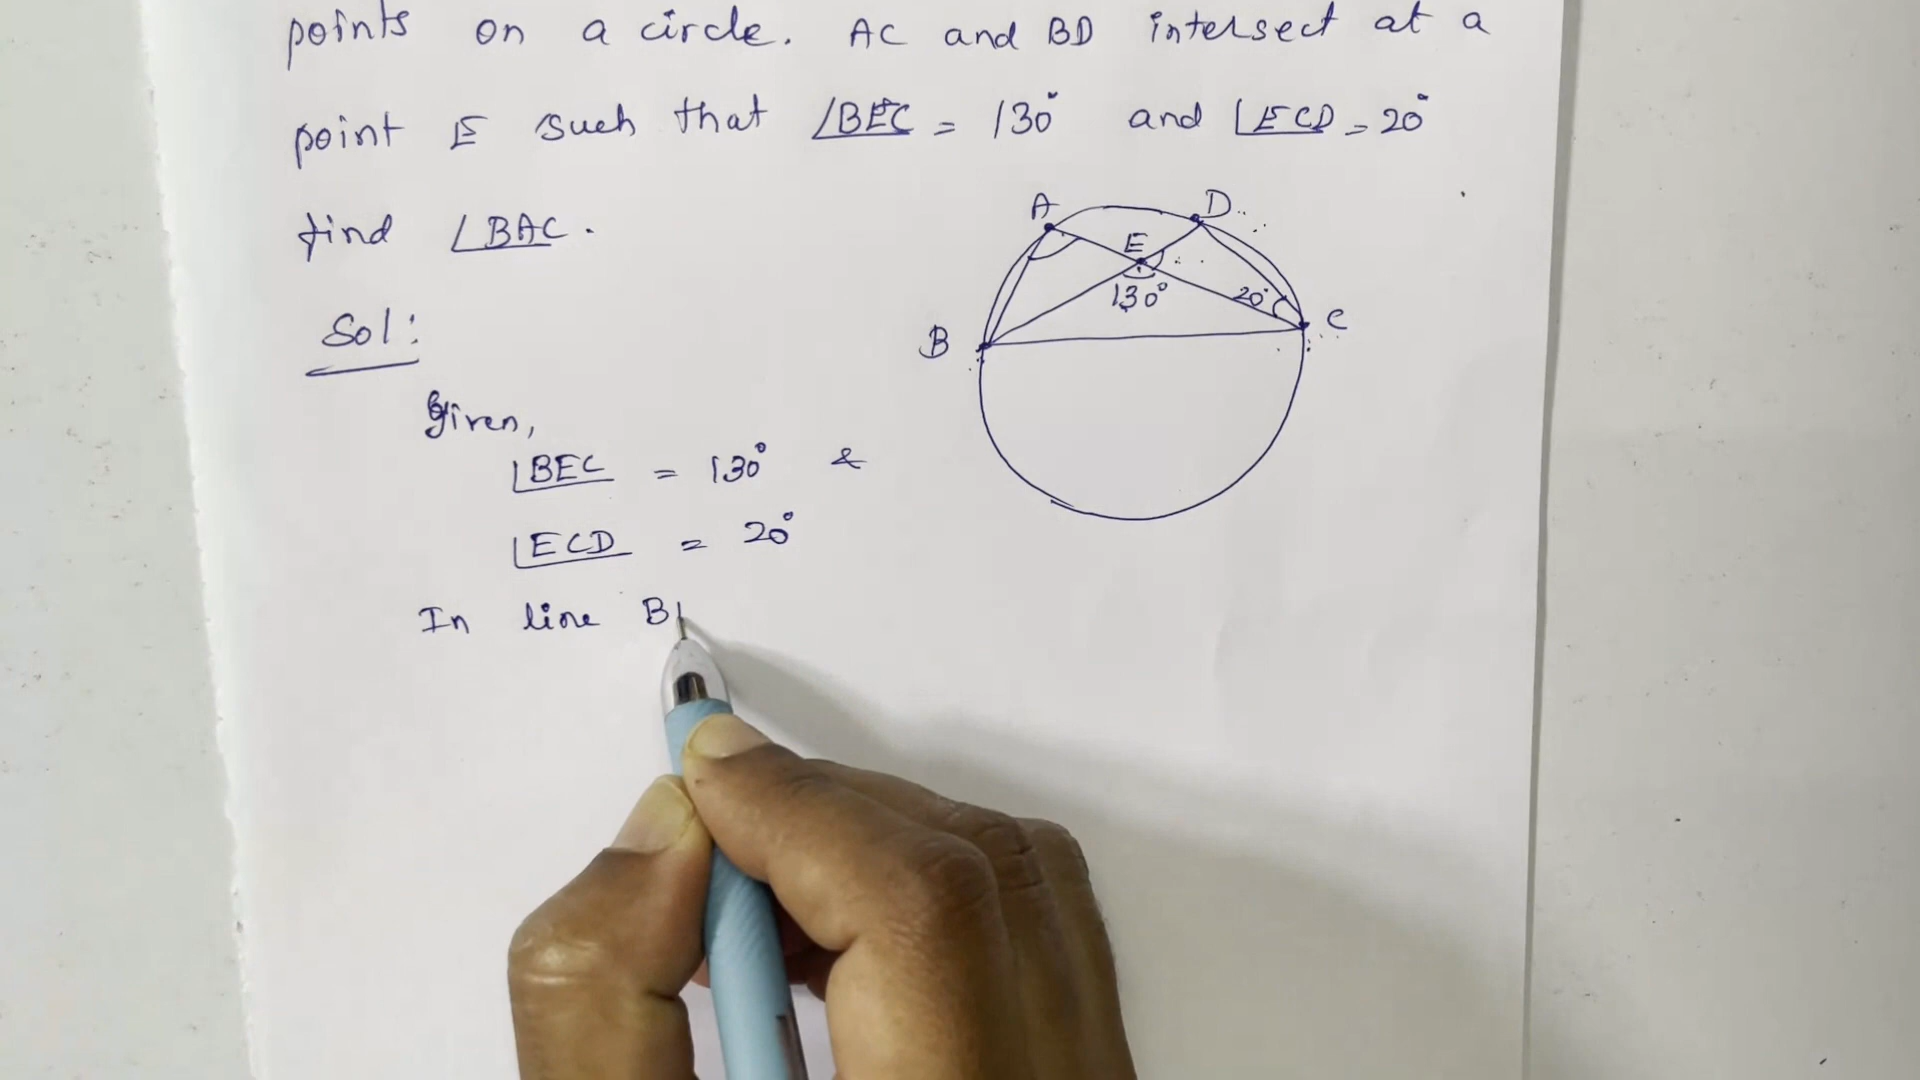 points on a circle. AC and BD intersect at a
point E such that ∠BEC = 130° and ∠ECD = 20°
find ∠BAC.
A
D
E
130°
20°
B
C
Sol:
Given,
∠BEC = 130° &
∠ECD = 20°
In line B